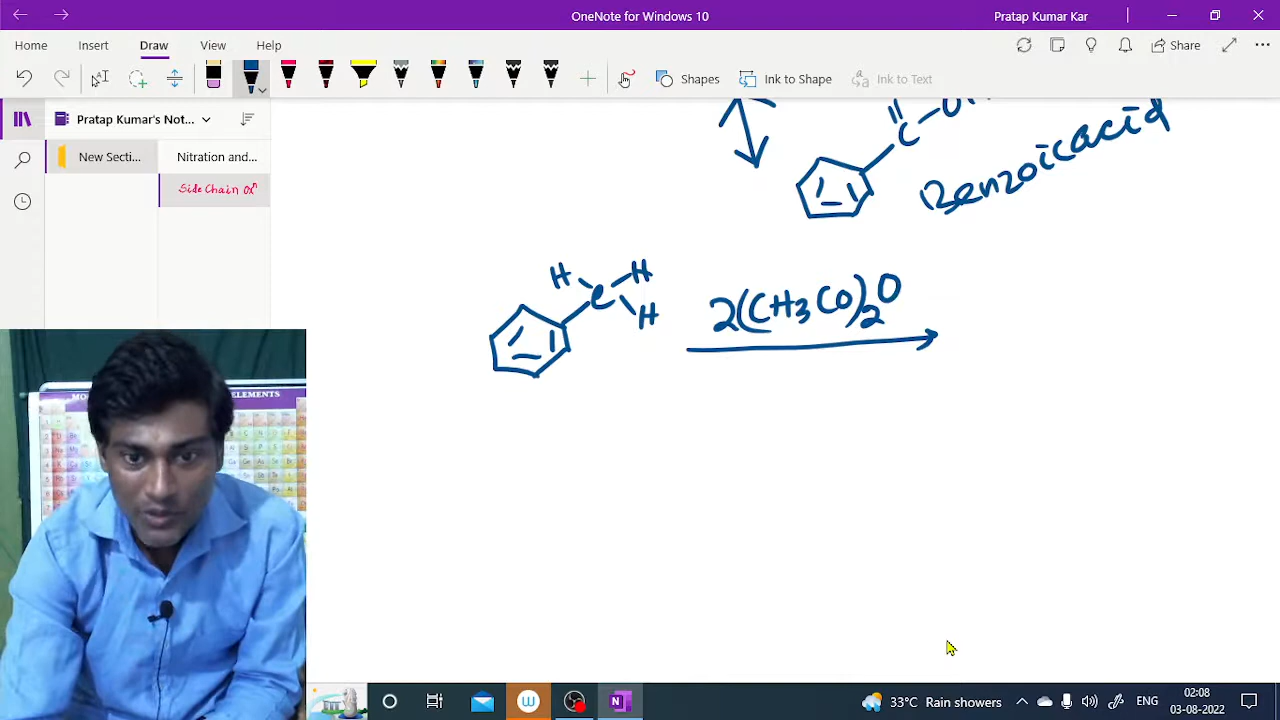 OneNote for Windows 10
Pratap Kumar Kar
Home Insert Draw View Help
Share
Shapes
Ink to Shape
Ink to Text
Pratap Kumar's Not...
New Secti...
Nitration and...
Side Chain Oxⁿ
C
Benzoic acid
H H
C
H
2(CH₃CO)₂O
ELEMENTS
33°C Rain showers
ENG
02:08
03-08-2022